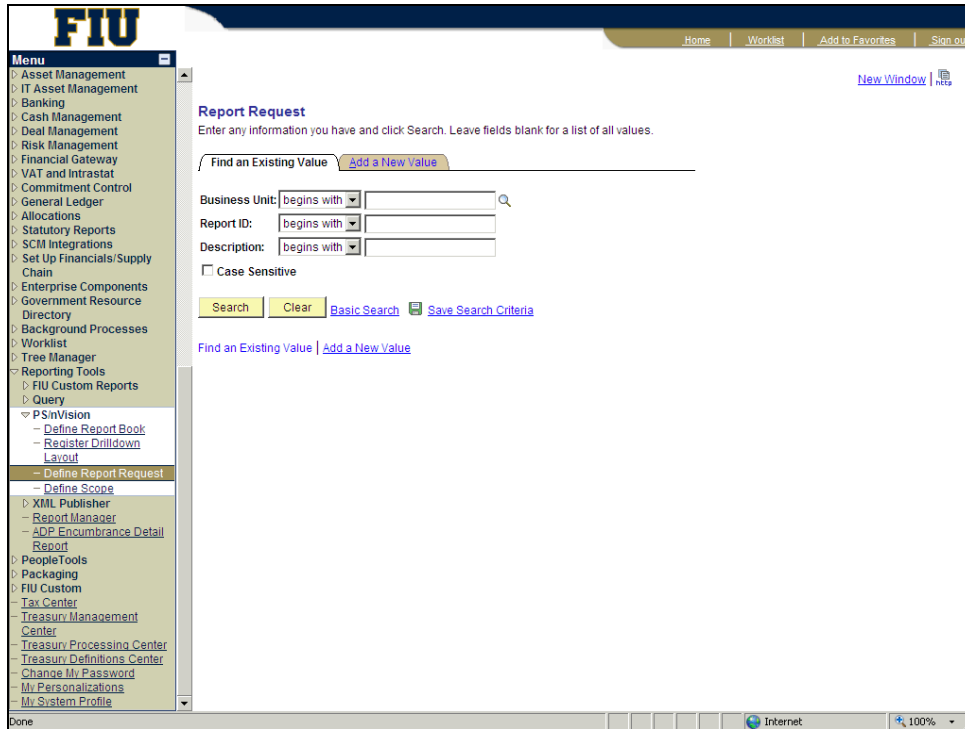 FIU
Home | Worklist | Add to Favorites | Sign ou
Menu
Asset Management
IT Asset Management
Banking
Cash Management
Deal Management
Risk Management
Financial Gateway
VAT and Intrastat
Commitment Control
General Ledger
Allocations
Statutory Reports
SCM Integrations
Set Up Financials/Supply
Chain
Enterprise Components
Government Resource
Directory
Background Processes
Worklist
Tree Manager
Reporting Tools
FIU Custom Reports
Query
PS/nVision
Define Report Book
Register Drilldown
Layout
Define Report Request
Define Scope
XML Publisher
Report Manager
ADP Encumbrance Detail
Report
PeopleTools
Packaging
FIU Custom
Tax Center
Treasury Management
Center
Treasury Processing Center
Treasury Definitions Center
Change My Password
My Personalizations
My System Profile
New Window | http
Report Request
Enter any information you have and click Search. Leave fields blank for a list of all values.
Find an Existing Value Add a New Value
Business Unit: begins with
Report ID: begins with
Description: begins with
Case Sensitive
Search Clear Basic Search Save Search Criteria
Find an Existing Value | Add a New Value
Done Internet 100%